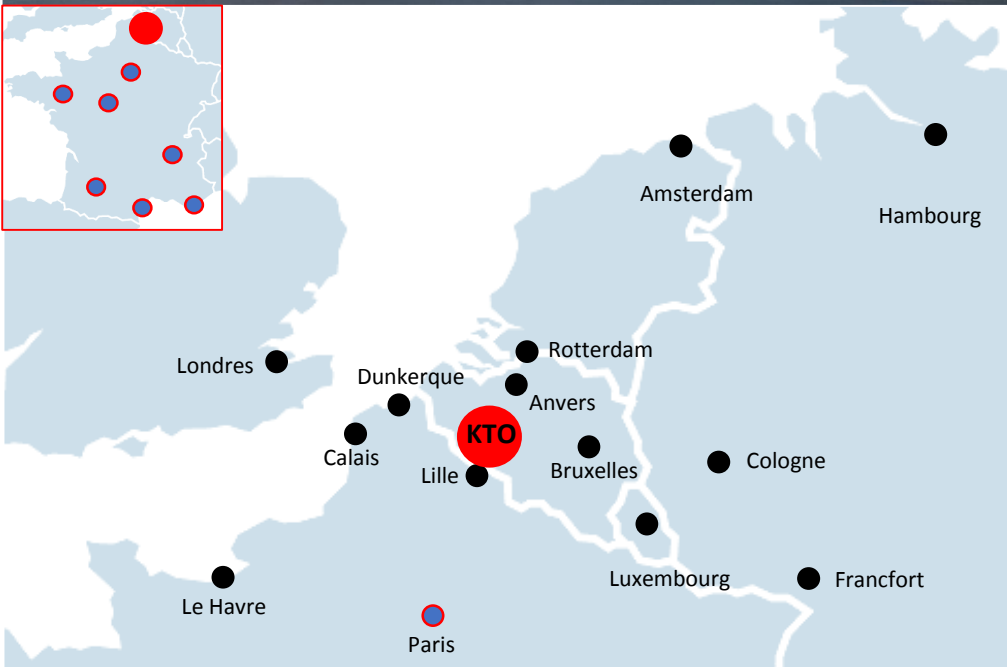 Amsterdam
Hambourg
Londres
Rotterdam
Dunkerque
Anvers
KTO
Calais
Lille
Bruxelles
Cologne
Luxembourg
Francfort
Le Havre
Paris